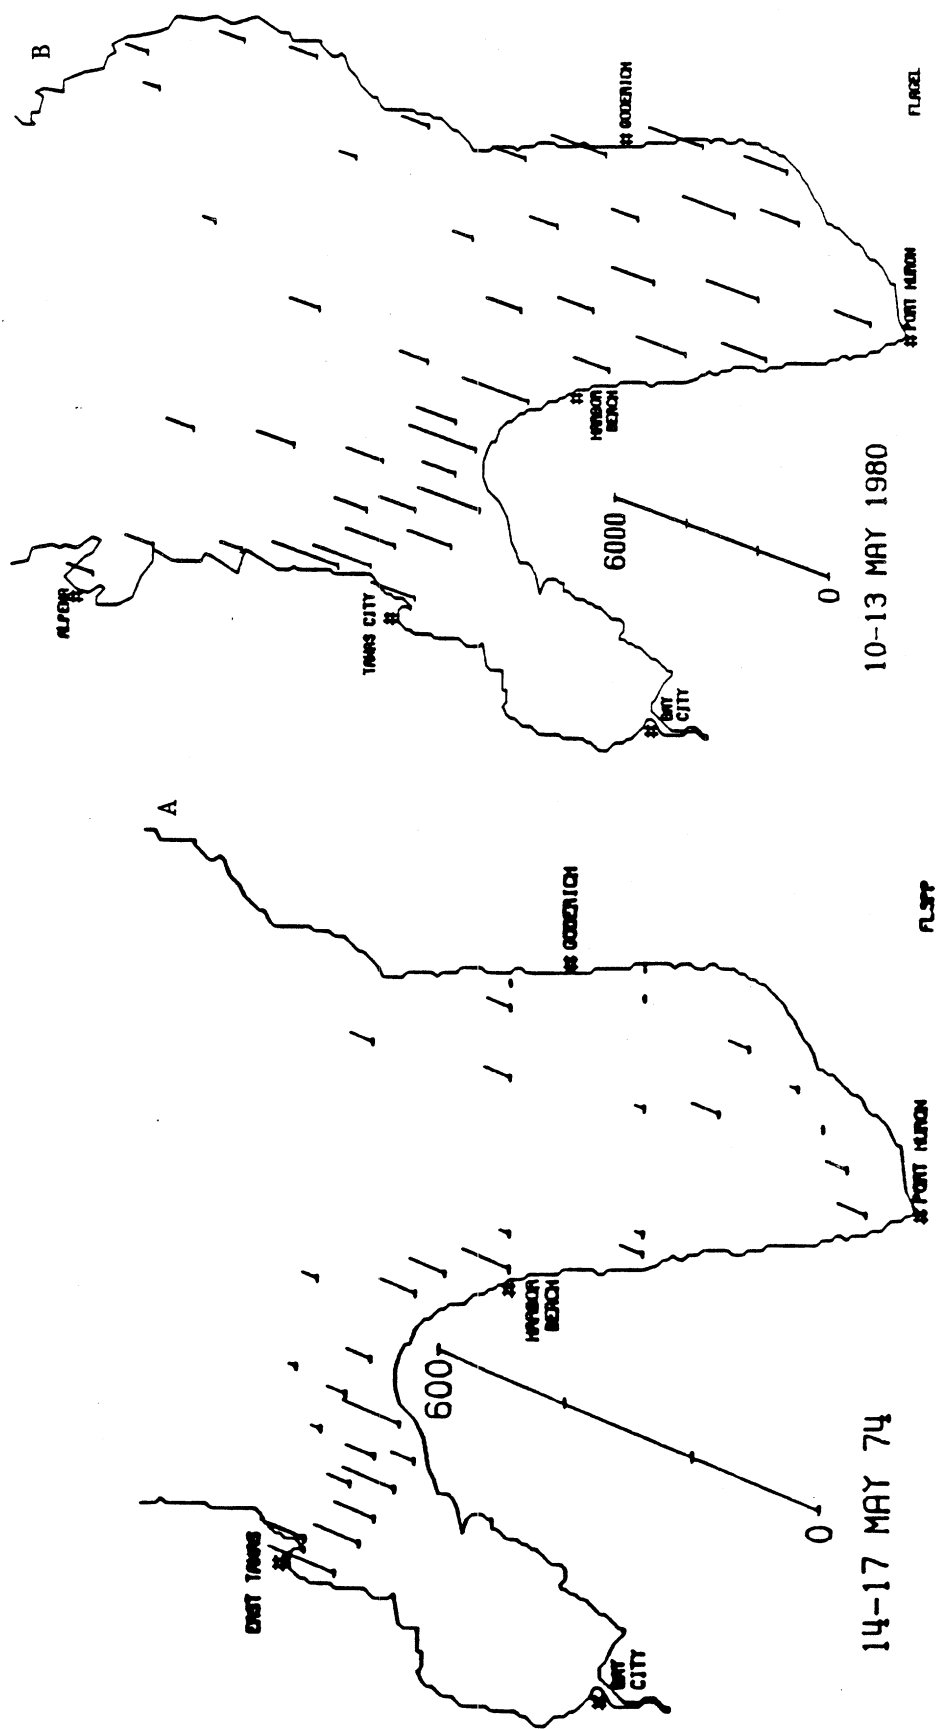 B
ALPENA
#
TAWAS CITY
#
# GODERICH
#
HARBOR
BEACH
6000
0
#
BAY
CITY
# PORT HURON
10-13 MAY 1980
FLAGEL
A
EAST TAWAS
#
# GODERICH
#
HARBOR
BEACH
600
0
#
BAY
CITY
# PORT HURON
14-17 MAY 74
FLSPP